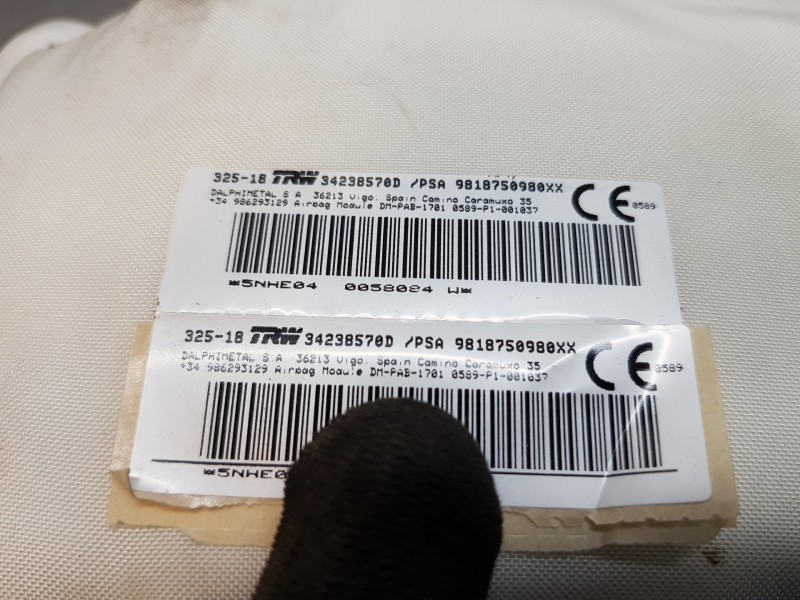 325-18 TRW 34238570D /PSA 9818750980XX
DALPHIMETAL S A 36213 Vigo. Spain Camino Caramuxo 35
+34 986293129 Airbag Module DM-PAB-1701 0589-P1-001037
CE 0589
*5NHE04 0058024 W*
325-18 TRW 34238570D /PSA 9818750980XX
DALPHIMETAL S A 36213 Vigo. Spain Camino Caramuxo 35
+34 986293129 Airbag Module DM-PAB-1701 0589-P1-001037
CE 0589
*5NHE0